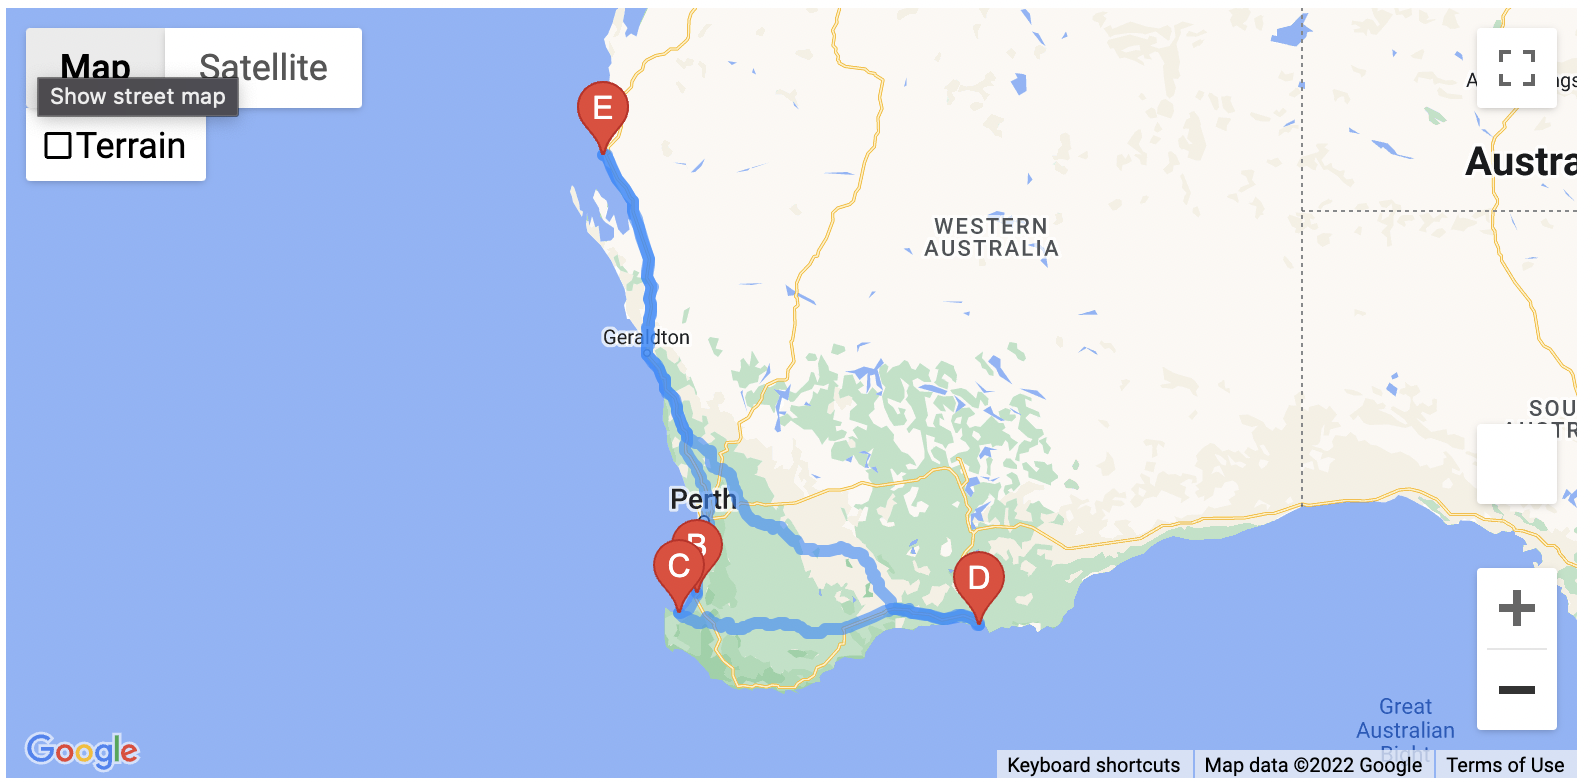 Map
Satellite
Show street map
Terrain
E
Austra
WESTERN
AUSTRALIA
Geraldton
SOU
Perth
B
C
D
Great
Australian
Bight
Google
Keyboard shortcuts
Map data ©2022 Google
Terms of Use